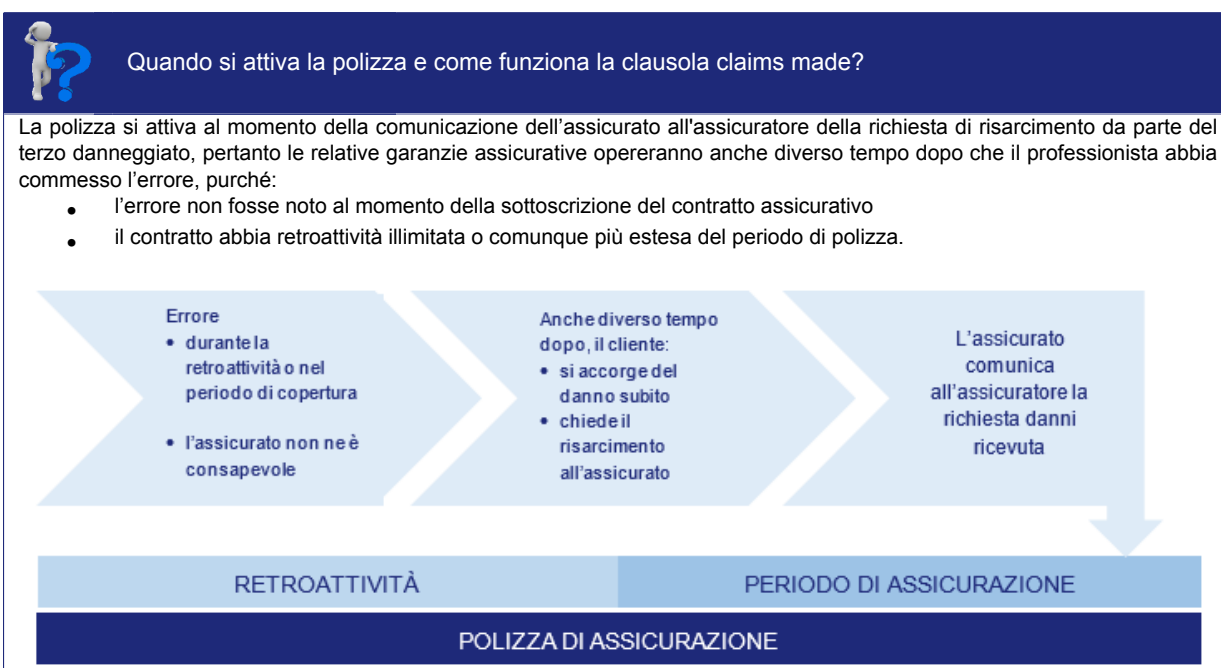 Quando si attiva la polizza e come funziona la clausola claims made?
La polizza si attiva al momento della comunicazione dell’assicurato all'assicuratore della richiesta di risarcimento da parte del
terzo danneggiato, pertanto le relative garanzie assicurative opereranno anche diverso tempo dopo che il professionista abbia
commesso l’errore, purché:
• l’errore non fosse noto al momento della sottoscrizione del contratto assicurativo
• il contratto abbia retroattività illimitata o comunque più estesa del periodo di polizza.
Errore
• durante la
retroattività o nel
periodo di copertura
• l’assicurato non ne è
consapevole
Anche diverso tempo
dopo, il cliente:
• si accorge del
danno subito
• chiede il
risarcimento
all’assicurato
L’assicurato
comunica
all’assicuratore la
richiesta danni
ricevuta
RETROATTIVITÀ
PERIODO DI ASSICURAZIONE
POLIZZA DI ASSICURAZIONE